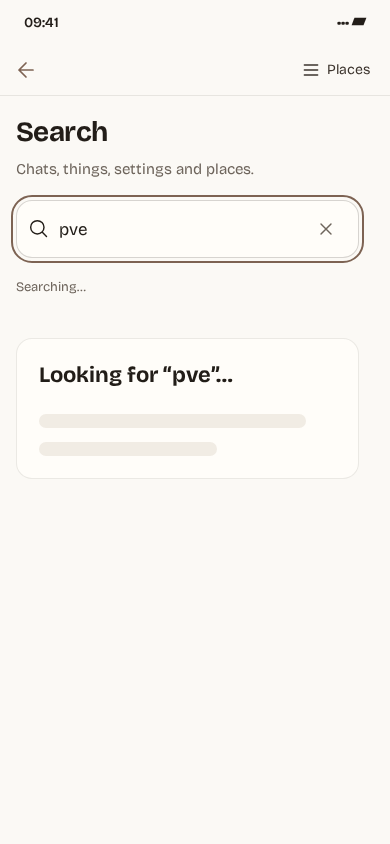 09:41
Places
Search
Chats, things, settings and places.
pve
Searching...
Looking for “pve”...